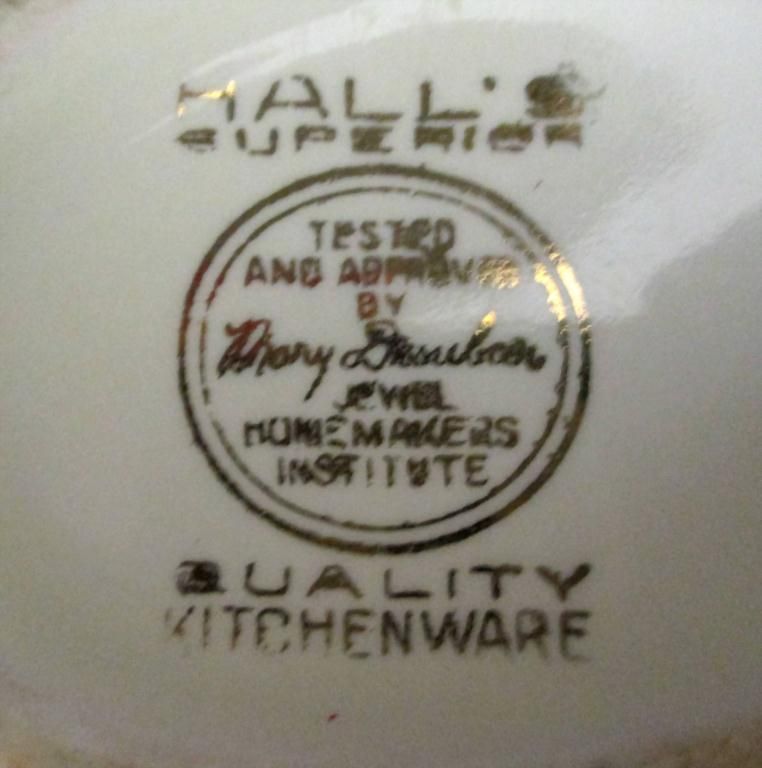 HALL'S
SUPERIOR
TESTED
AND APPROVED
BY
Mary Dunbar
JEWEL
HOMEMAKERS
INSTITUTE
QUALITY
KITCHENWARE